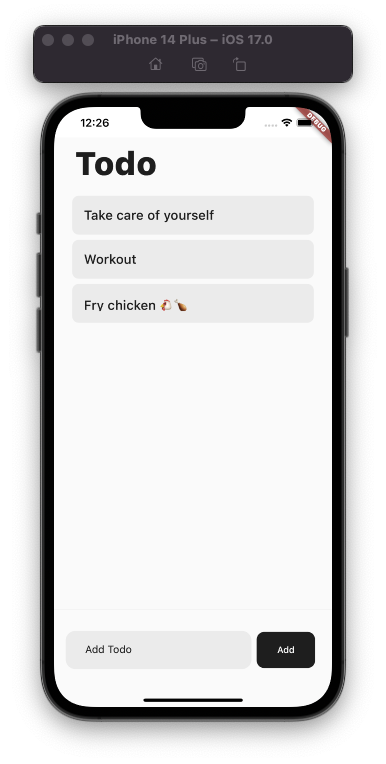 iPhone 14 Plus – iOS 17.0
12:26
DEBUG
Todo
Take care of yourself
Workout
Fry chicken 🐔🍗
Add Todo
Add